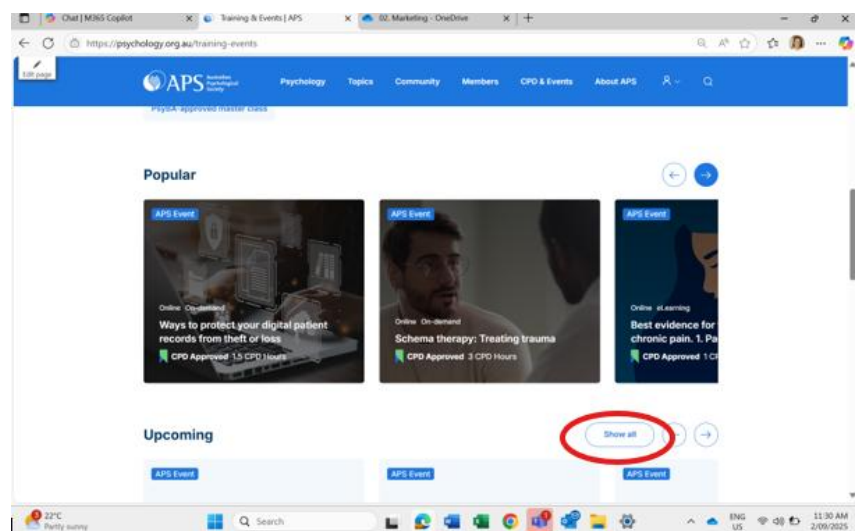 Chat | M365 Copilot
Training & Events | APS
02. Marketing - OneDrive
https://psychology.org.au/training-events
Edit page
APS Australian Psychological Society
Psychology Topics Community Members CPD & Events About APS
PsyBA-approved master class
Popular
APS Event
Online On-demand
Ways to protect your digital patient
records from theft or loss
CPD Approved 1.5 CPD Hours
APS Event
Online On-demand
Schema therapy: Treating trauma
CPD Approved 3 CPD Hours
APS Event
Online eLearning
Best evidence for
chronic pain. 1. Pa
CPD Approved 1 CP
Upcoming
Show all
APS Event
APS Event
APS Event
22°C
Partly sunny
Search
ENG
US
11:30 AM
2/09/2025